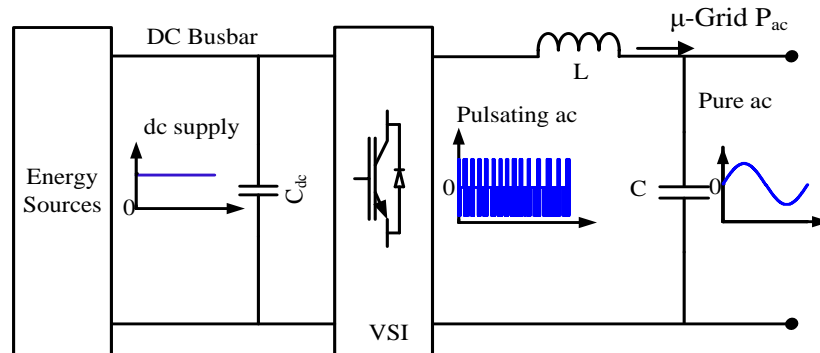 μ-Grid P_ac
DC Busbar
L
Pulsating ac
Pure ac
dc supply
Energy
Sources
0
C_dc
0
C
0
VSI